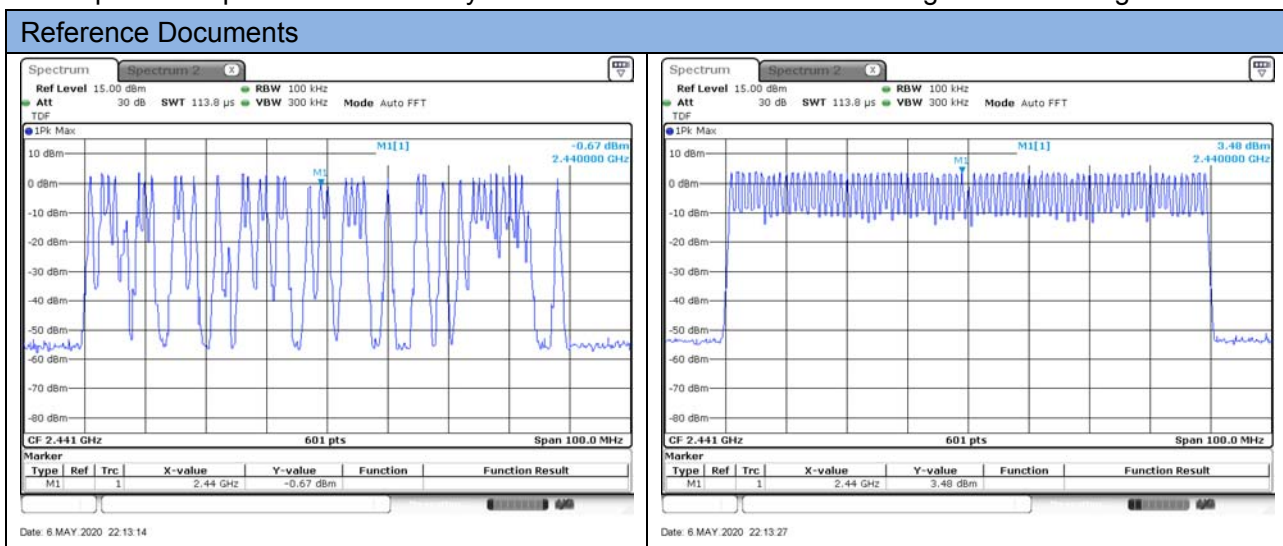 Reference Documents
Spectrum Spectrum 2 X
Ref Level 15.00 dBm RBW 100 kHz
Att 30 dB SWT 113.8 µs VBW 300 kHz Mode Auto FFT
TDF
1Pk Max
M1[1] -0.67 dBm
2.440000 GHz
10 dBm
M1
0 dBm
-10 dBm
-20 dBm
-30 dBm
-40 dBm
-50 dBm
-60 dBm
-70 dBm
-80 dBm
CF 2.441 GHz 601 pts Span 100.0 MHz
Marker
Type Ref Trc X-value Y-value Function Function Result
M1 1 2.44 GHz -0.67 dBm
Date: 6.MAY.2020 22:13:14
Spectrum Spectrum 2 X
Ref Level 15.00 dBm RBW 100 kHz
Att 30 dB SWT 113.8 µs VBW 300 kHz Mode Auto FFT
TDF
1Pk Max
M1[1] 3.48 dBm
2.440000 GHz
10 dBm
M1
0 dBm
-10 dBm
-20 dBm
-30 dBm
-40 dBm
-50 dBm
-60 dBm
-70 dBm
-80 dBm
CF 2.441 GHz 601 pts Span 100.0 MHz
Marker
Type Ref Trc X-value Y-value Function Function Result
M1 1 2.44 GHz 3.48 dBm
Date: 6.MAY.2020 22:13:27